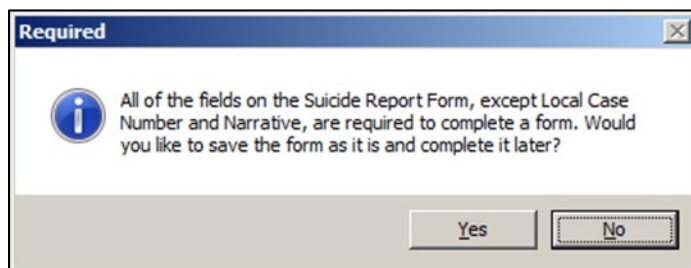 Required
All of the fields on the Suicide Report Form, except Local Case
Number and Narrative, are required to complete a form. Would
you like to save the form as it is and complete it later?
Yes No